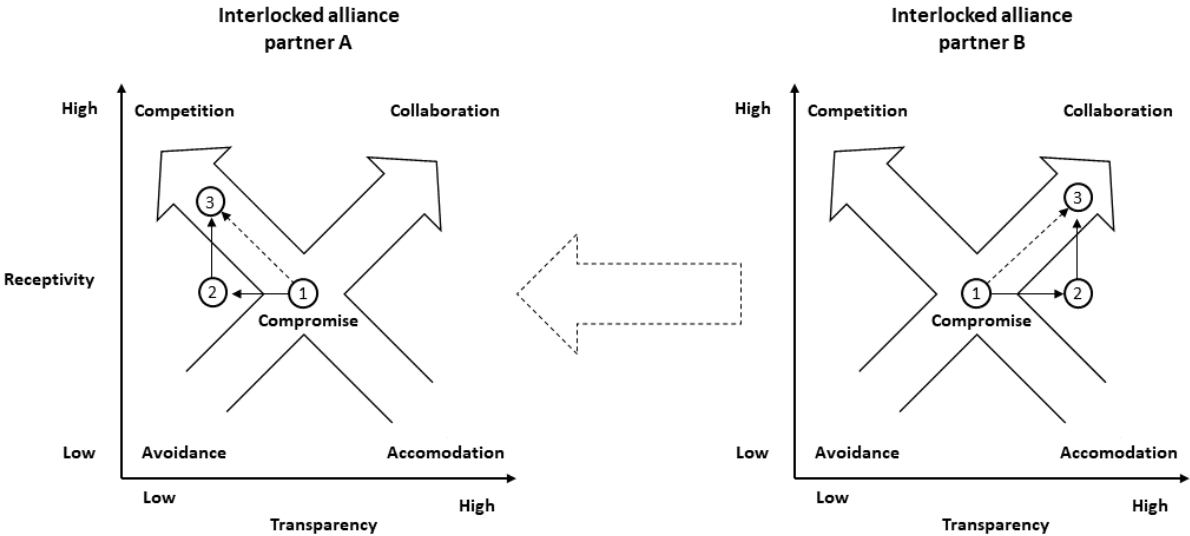 Interlocked alliance
partner A
High
Competition
Collaboration
3
Receptivity
2
1
Compromise
Low
Avoidance
Accomodation
Low
High
Transparency
Interlocked alliance
partner B
High
Competition
Collaboration
3
1
2
Compromise
Low
Avoidance
Accomodation
Low
High
Transparency